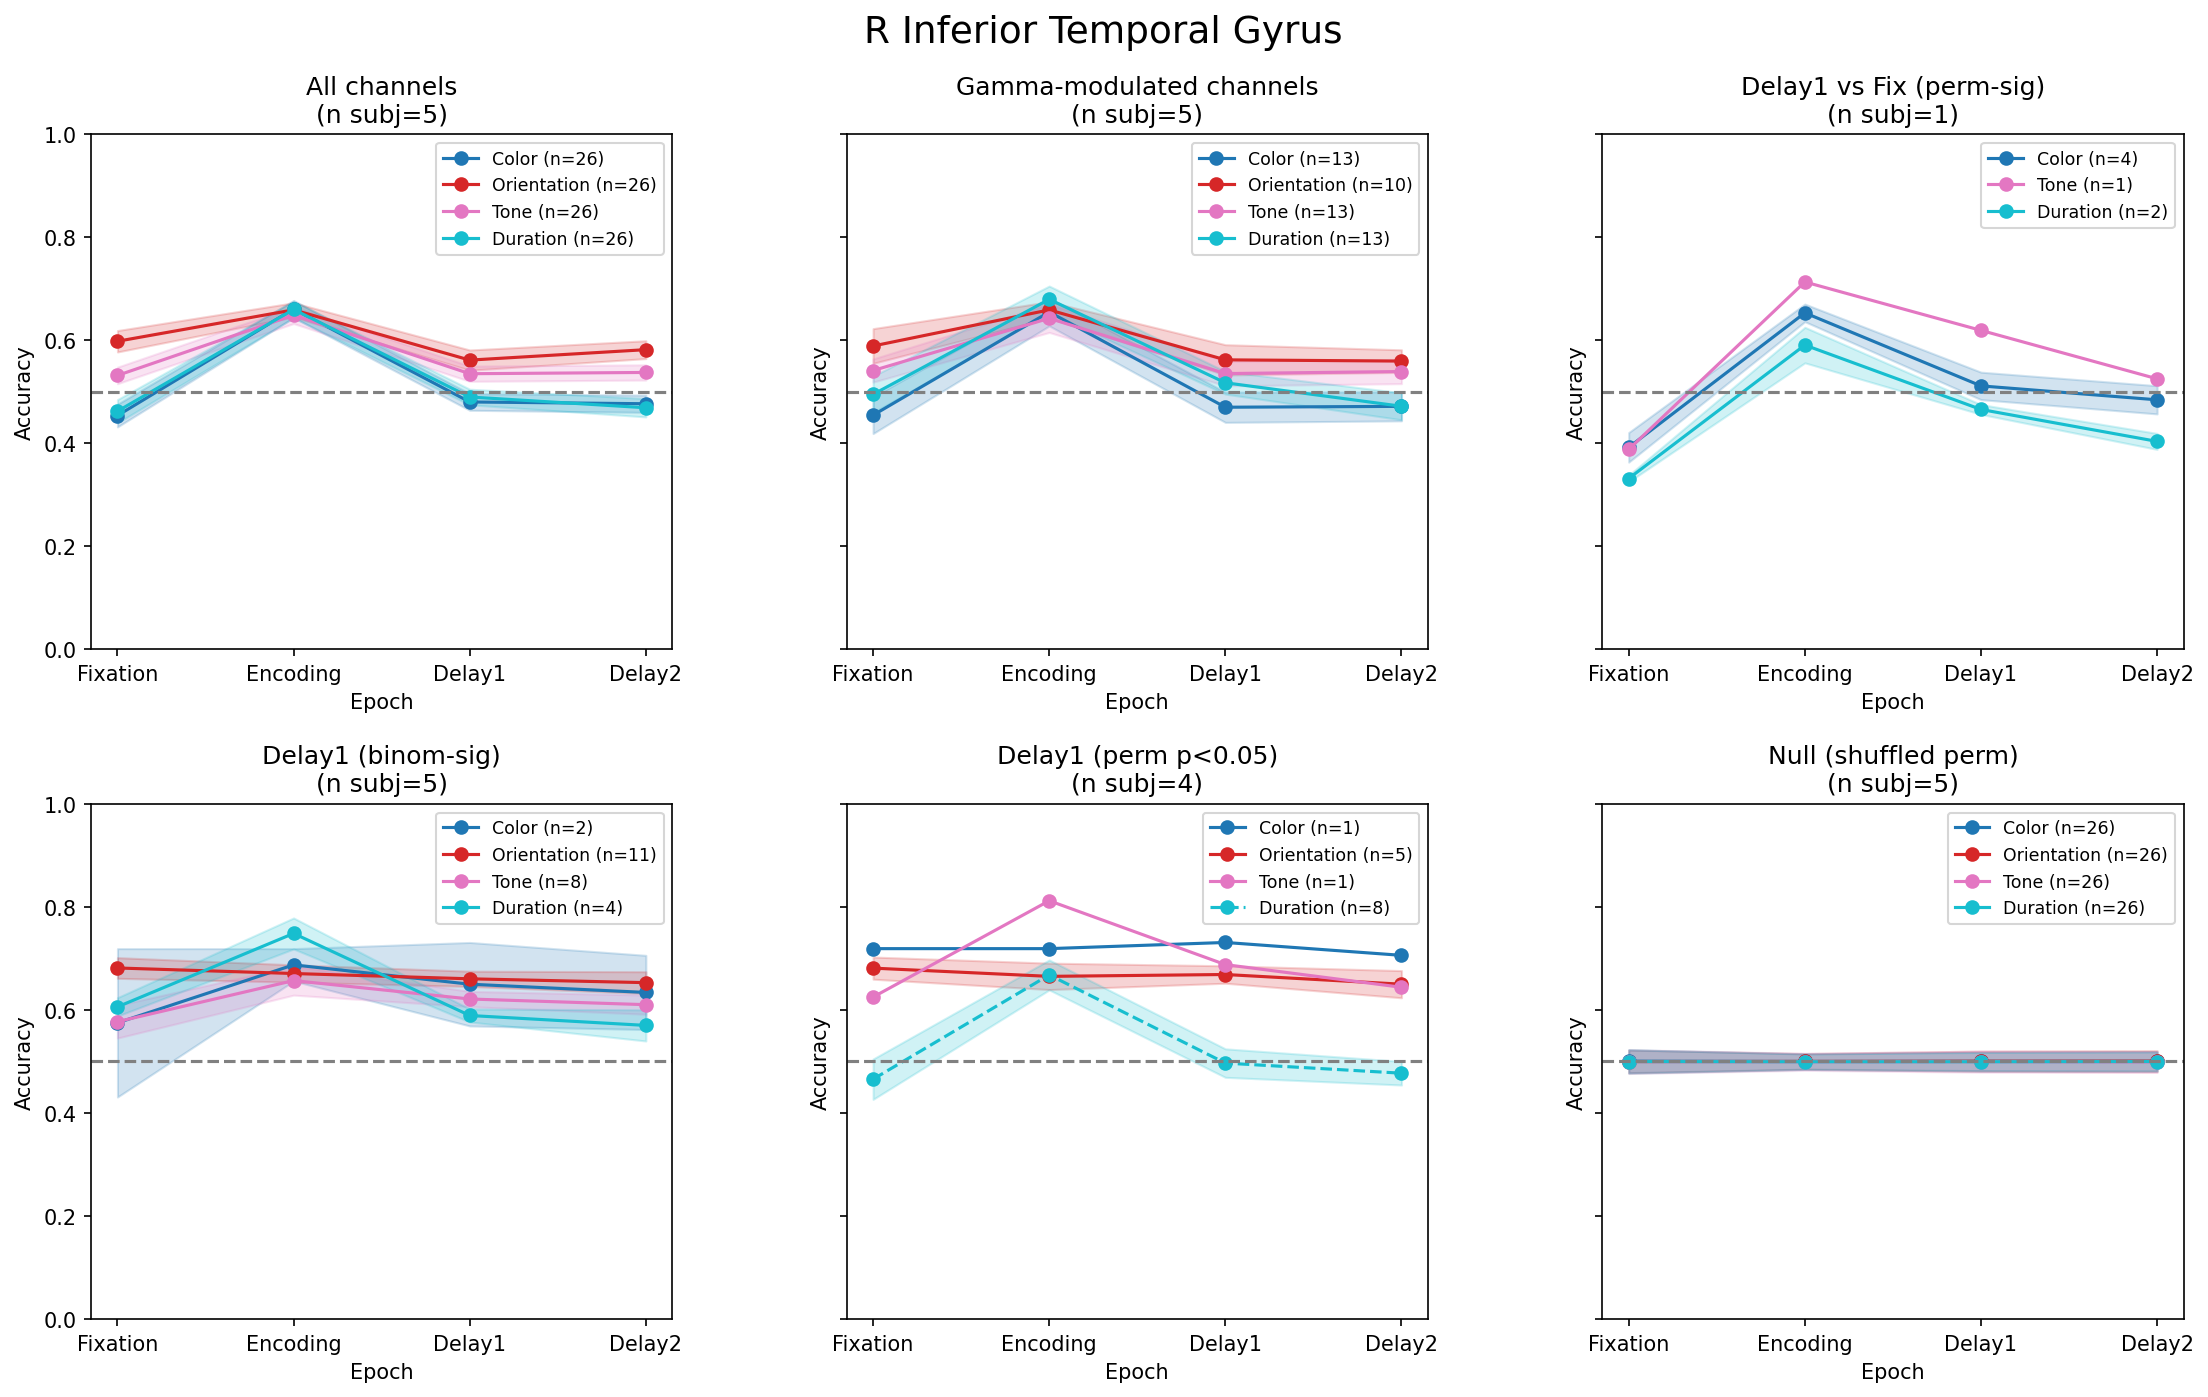 R Inferior Temporal Gyrus
All channels
(n subj=5)
1.0
0.8
0.6
0.4
0.2
0.0
Accuracy
Color (n=26)
Orientation (n=26)
Tone (n=26)
Duration (n=26)
Fixation Encoding Delay1 Delay2
Epoch
Gamma-modulated channels
(n subj=5)
Accuracy
Color (n=13)
Orientation (n=10)
Tone (n=13)
Duration (n=13)
Fixation Encoding Delay1 Delay2
Epoch
Delay1 vs Fix (perm-sig)
(n subj=1)
Accuracy
Color (n=4)
Tone (n=1)
Duration (n=2)
Fixation Encoding Delay1 Delay2
Epoch
Delay1 (binom-sig)
(n subj=5)
1.0
0.8
0.6
0.4
0.2
0.0
Accuracy
Color (n=2)
Orientation (n=11)
Tone (n=8)
Duration (n=4)
Fixation Encoding Delay1 Delay2
Epoch
Delay1 (perm p<0.05)
(n subj=4)
Accuracy
Color (n=1)
Orientation (n=5)
Tone (n=1)
Duration (n=8)
Fixation Encoding Delay1 Delay2
Epoch
Null (shuffled perm)
(n subj=5)
Accuracy
Color (n=26)
Orientation (n=26)
Tone (n=26)
Duration (n=26)
Fixation Encoding Delay1 Delay2
Epoch